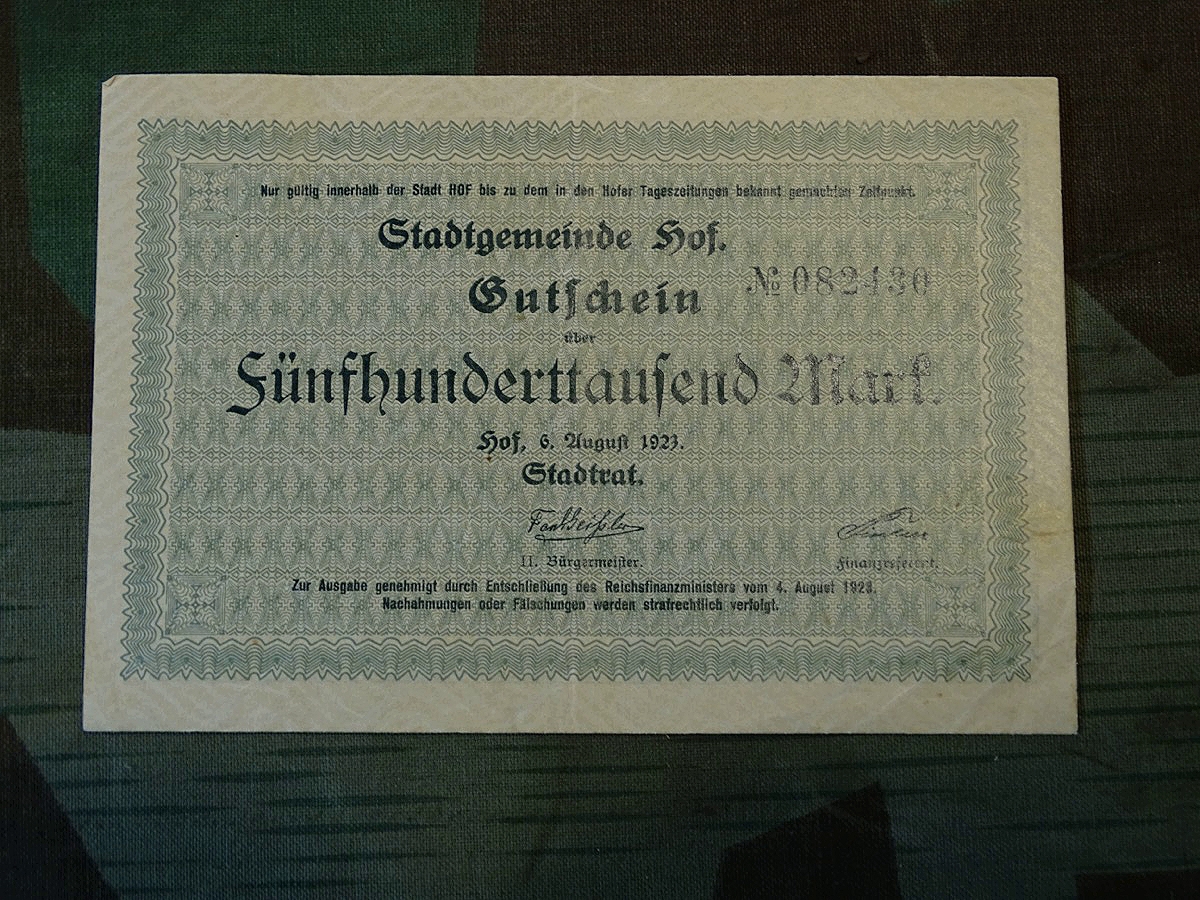 Nur gültig innerhalb der Stadt HOF bis zu dem in den Hofer Tageszeitungen bekannt gemachten Zeitpunkt.
Stadtgemeinde Hof.
Gutschein
№ 082430
über
Fünfhunderttausend Mark.
Hof, 6. August 1923.
Stadtrat.
II. Bürgermeister.
Finanzreferent.
Zur Ausgabe genehmigt durch Entschließung des Reichsfinanzministers vom 4. August 1923.
Nachahmungen oder Fälschungen werden strafrechtlich verfolgt.